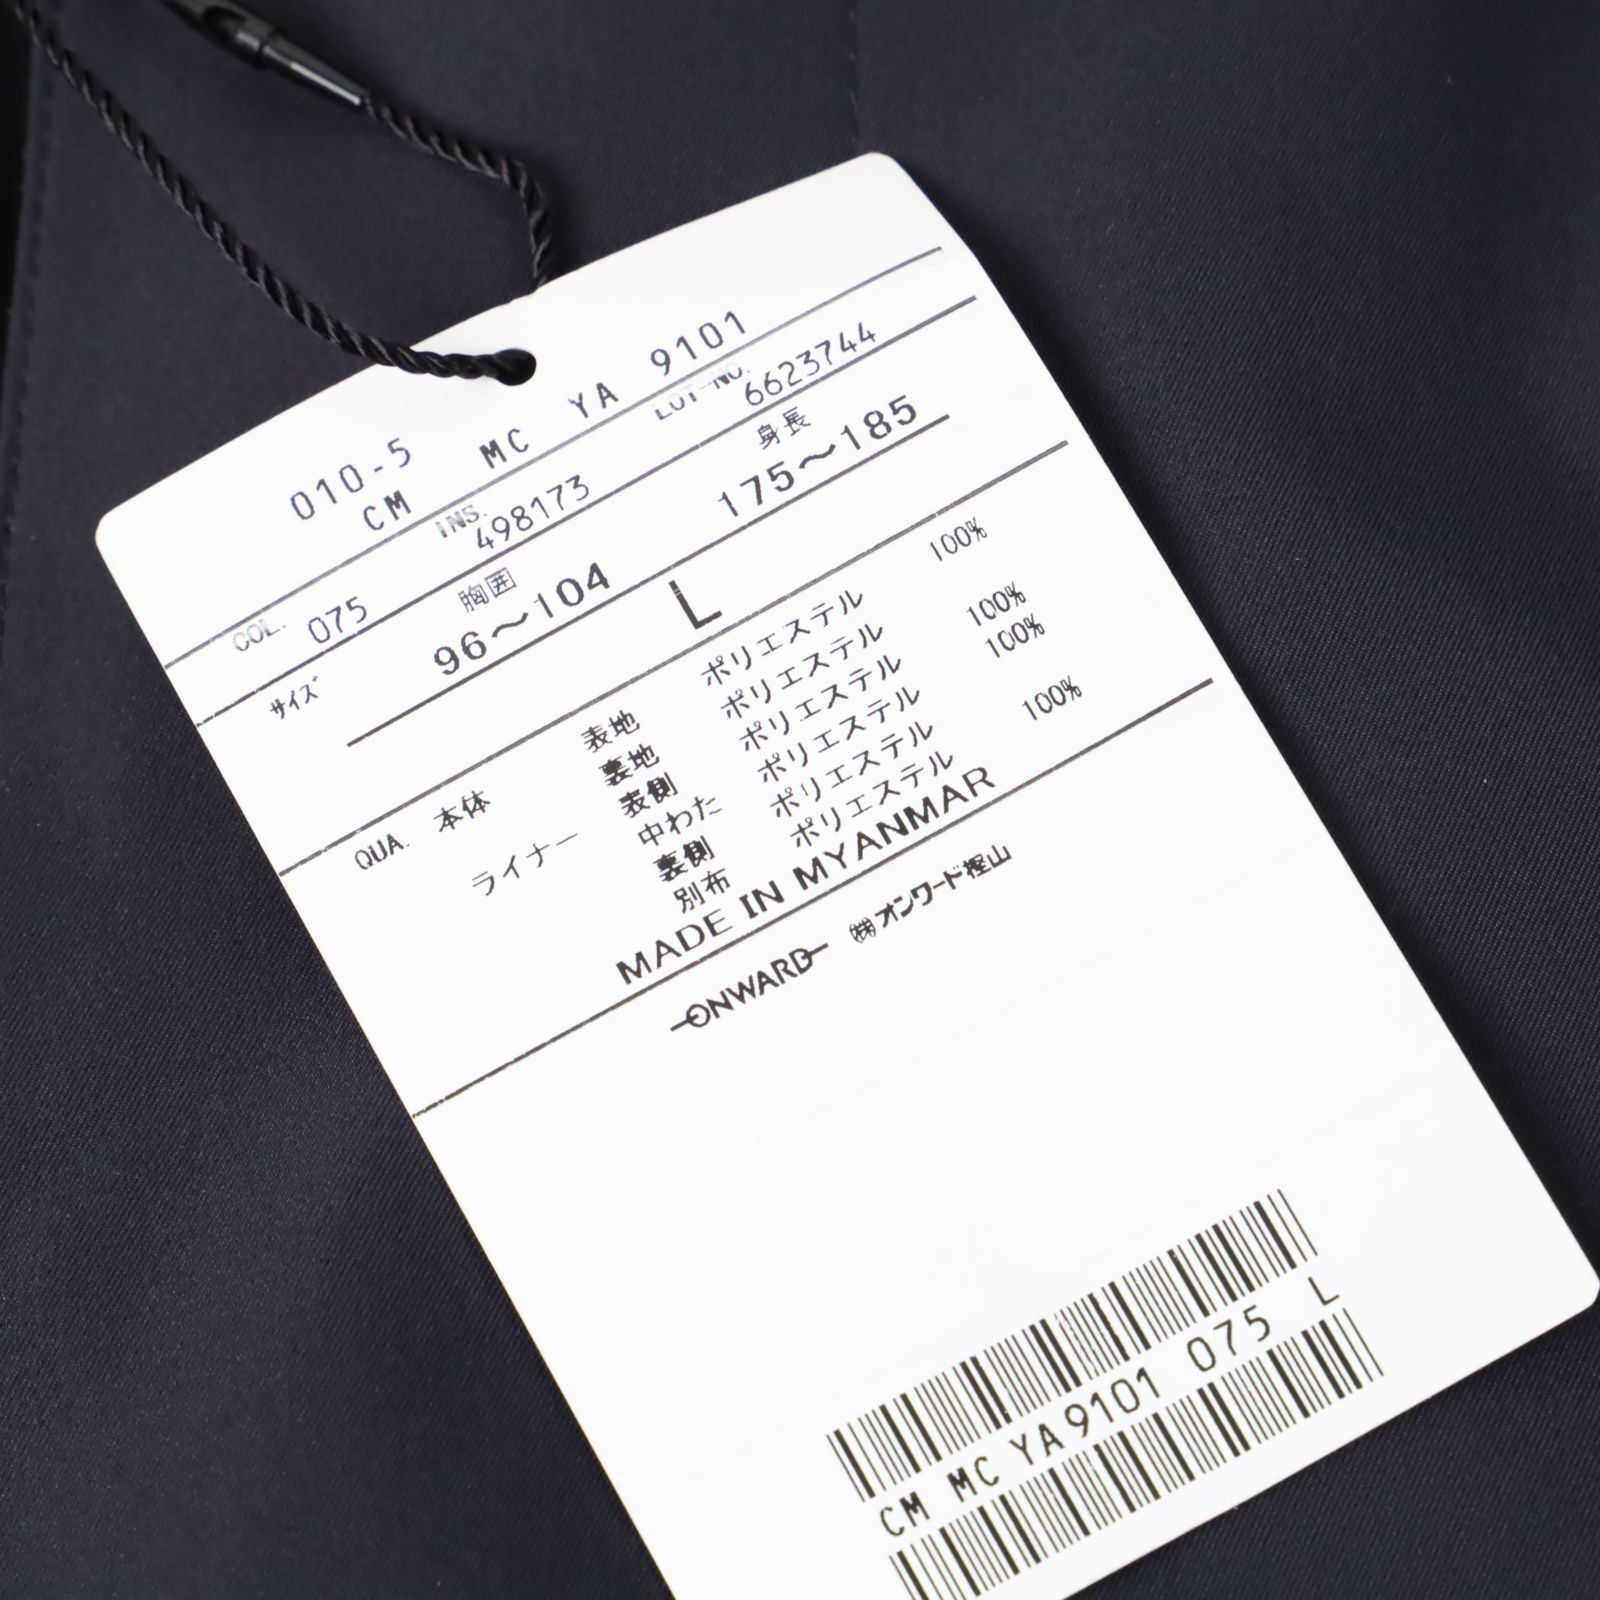 010-5
CM MC YA 9101
INS. LOT-NO.
COL. 075 498173 6623744
サイズ 胸囲 身長
96〜104 175〜185
L
QUA. 本体 表地 ポリエステル 100%
裏地 ポリエステル 100%
ライナー 表側 ポリエステル 100%
中わた ポリエステル
裏側 ポリエステル 100%
別布 ポリエステル
MADE IN MYANMAR
ONWARD ㈱オンワード樫山
CM MC YA9101 075 L